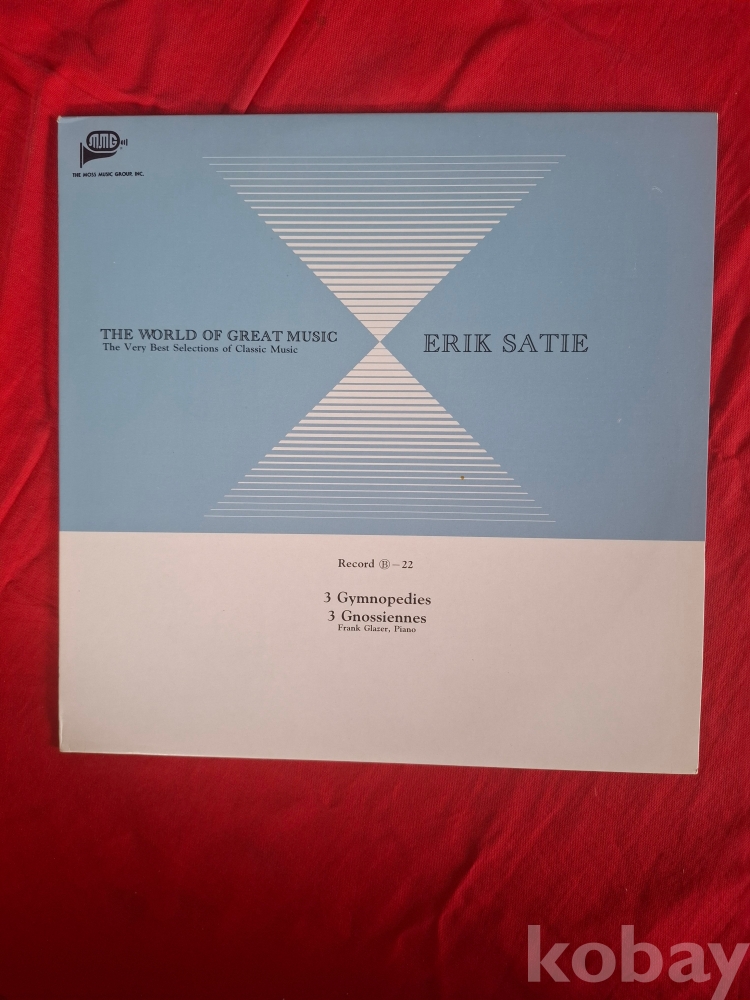 MMG
THE MOSS MUSIC GROUP, INC.
THE WORLD OF GREAT MUSIC
The Very Best Selections of Classic Music
ERIK SATIE
Record Ⓑ – 22
3 Gymnopedies
3 Gnossiennes
Frank Glazer, Piano
kobay